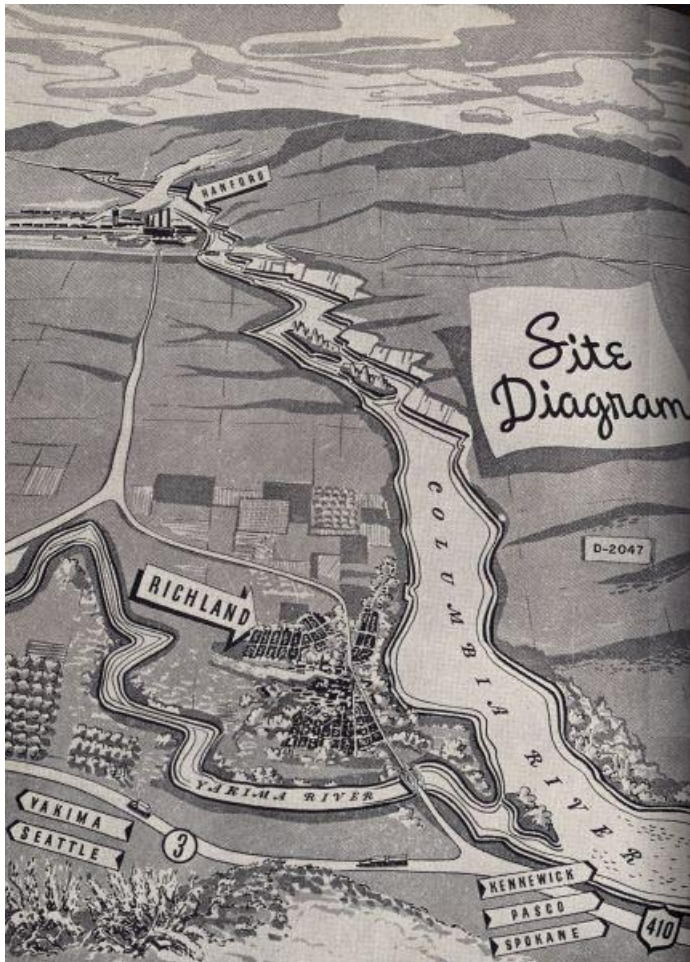 HANFORD
Site
Diagram
COLUMBIA RIVER
D-2047
RICHLAND
YAKIMA RIVER
YAKIMA
SEATTLE
3
KENNEWICK
PASCO
SPOKANE
410